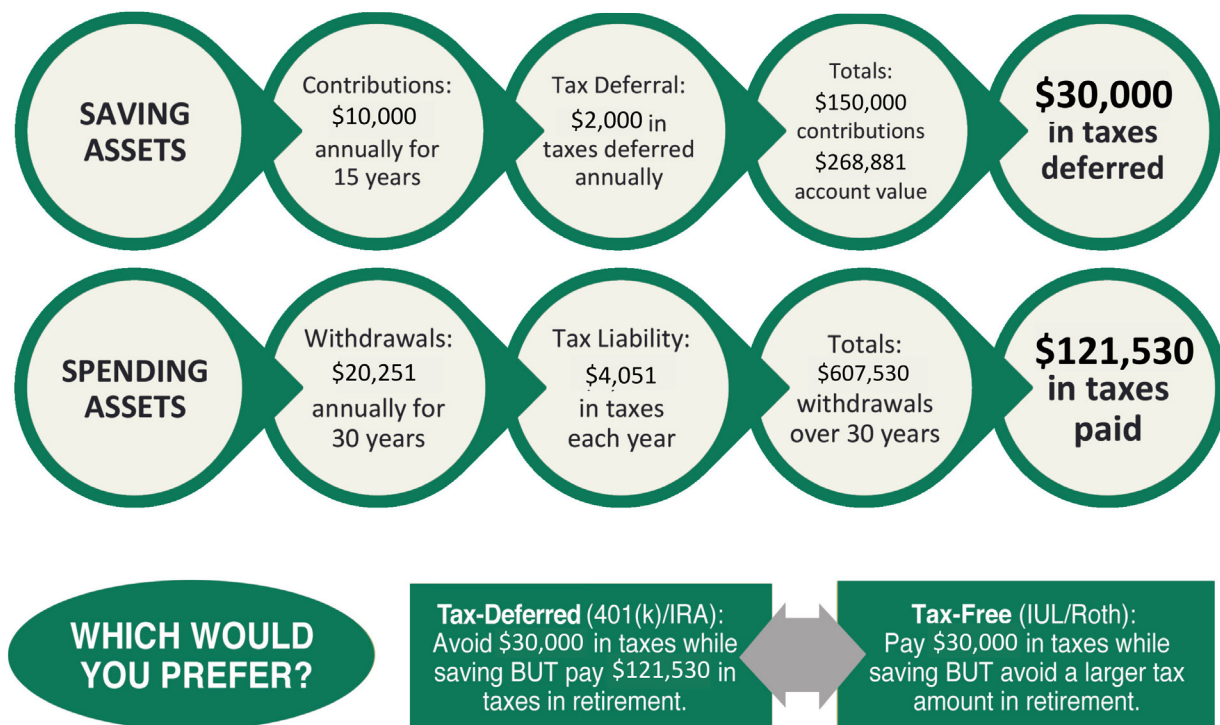 SAVING
ASSETS
Contributions:
$10,000
annually for
15 years
Tax Deferral:
$2,000 in
taxes deferred
annually
Totals:
$150,000
contributions
$268,881
account value
$30,000
in taxes
deferred
SPENDING
ASSETS
Withdrawals:
$20,251
annually for
30 years
Tax Liability:
$4,051
in taxes
each year
Totals:
$607,530
withdrawals
over 30 years
$121,530
in taxes
paid
WHICH WOULD
YOU PREFER?
Tax-Deferred (401(k)/IRA):
Avoid $30,000 in taxes while
saving BUT pay $121,530 in
taxes in retirement.
Tax-Free (IUL/Roth):
Pay $30,000 in taxes while
saving BUT avoid a larger tax
amount in retirement.